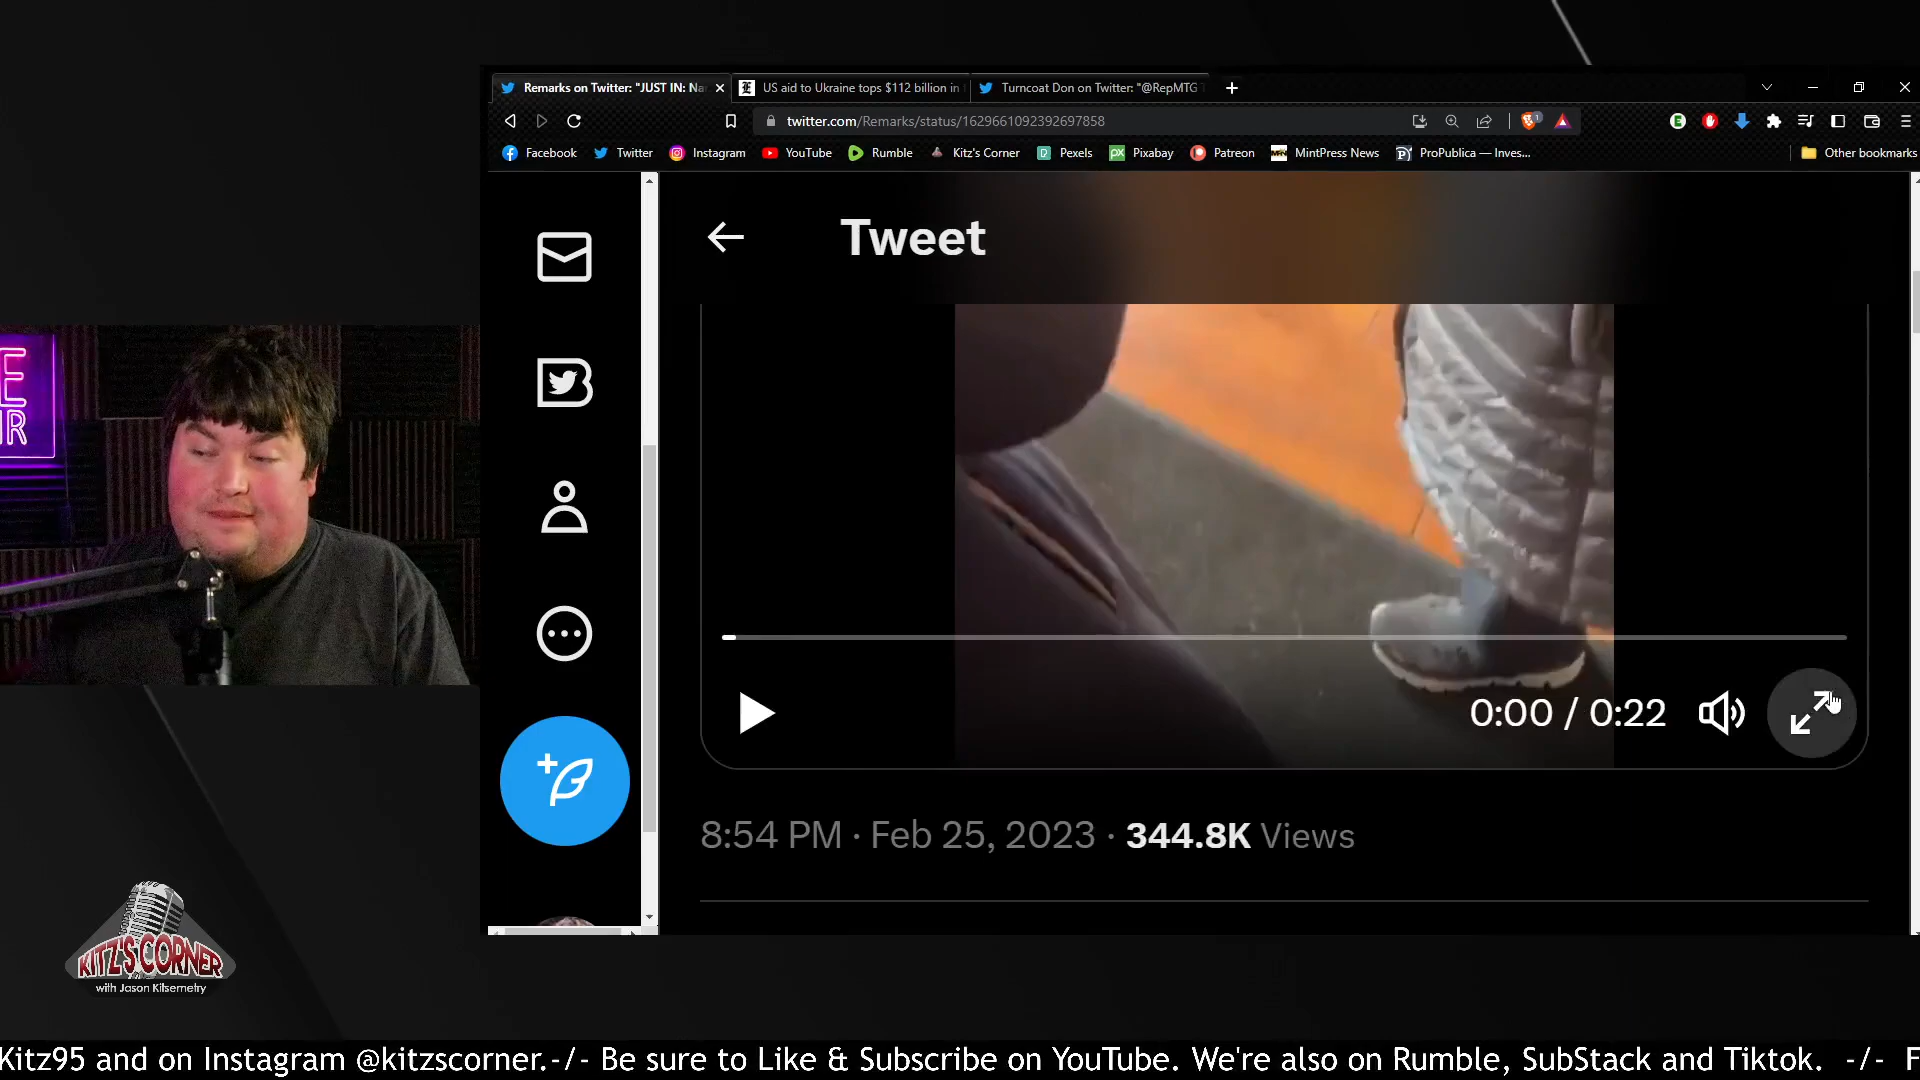 Remarks on Twitter: "JUST IN: Na
US aid to Ukraine tops $112 billion in
Turncoat Don on Twitter: "@RepMTG T
twitter.com/Remarks/status/1629661092392697858
1
Facebook
Twitter
Instagram
YouTube
Rumble
Kitz's Corner
Pexels
Pixabay
Patreon
MintPress News
ProPublica — Inves...
Other bookmarks
Tweet
0:00 / 0:22
8:54 PM · Feb 25, 2023 · 344.8K Views
KITZ'S CORNER
with Jason Kitsemetry
Kitz95 and on Instagram @kitzscorner.-/- Be sure to Like & Subscribe on YouTube. We're also on Rumble, SubStack and Tiktok. -/- F